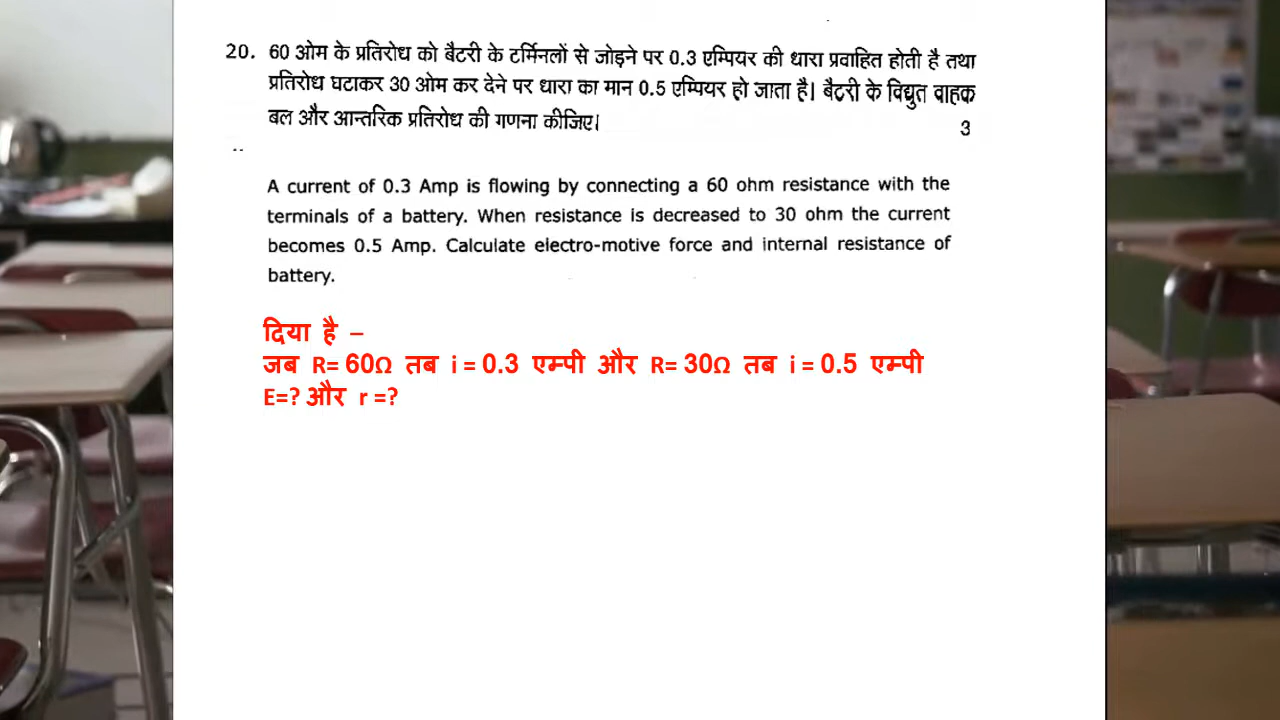 20. 60 ओम के प्रतिरोध को बैटरी के टर्मिनलों से जोड़ने पर 0.3 एम्पियर की धारा प्रवाहित होती है तथा
प्रतिरोध घटाकर 30 ओम कर देने पर धारा का मान 0.5 एम्पियर हो जाता है। बैटरी के विद्युत वाहक
बल और आन्तरिक प्रतिरोध की गणना कीजिए।
3
A current of 0.3 Amp is flowing by connecting a 60 ohm resistance with the
terminals of a battery. When resistance is decreased to 30 ohm the current
becomes 0.5 Amp. Calculate electro-motive force and internal resistance of
battery.
दिया है –
जब R= 60Ω तब i = 0.3 एम्पी और R= 30Ω तब i = 0.5 एम्पी
E=? और r =?